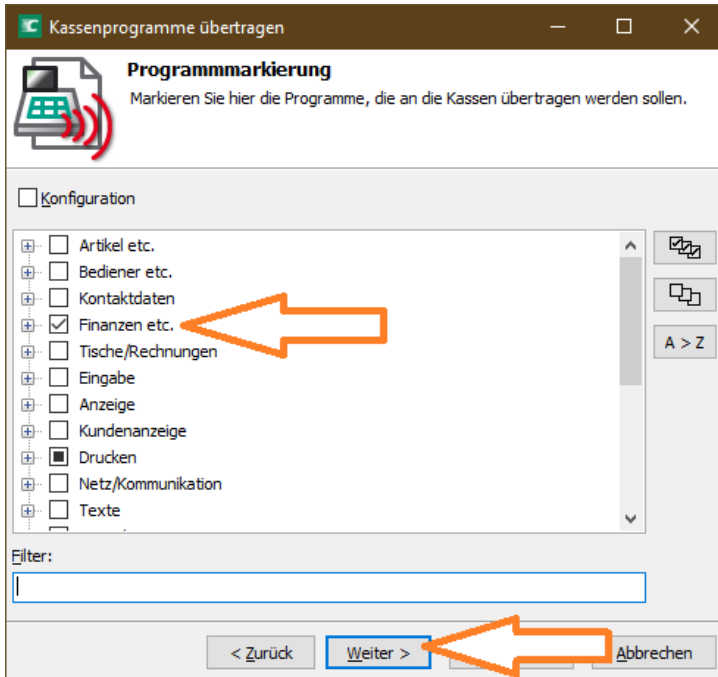 Kassenprogramme übertragen
Programmmarkierung
Markieren Sie hier die Programme, die an die Kassen übertragen werden sollen.
Konfiguration
Artikel etc.
Bediener etc.
Kontaktdaten
Finanzen etc.
Tische/Rechnungen
Eingabe
Anzeige
Kundenanzeige
Drucken
Netz/Kommunikation
Texte
A > Z
Filter:
< Zurück
Weiter >
Abbrechen